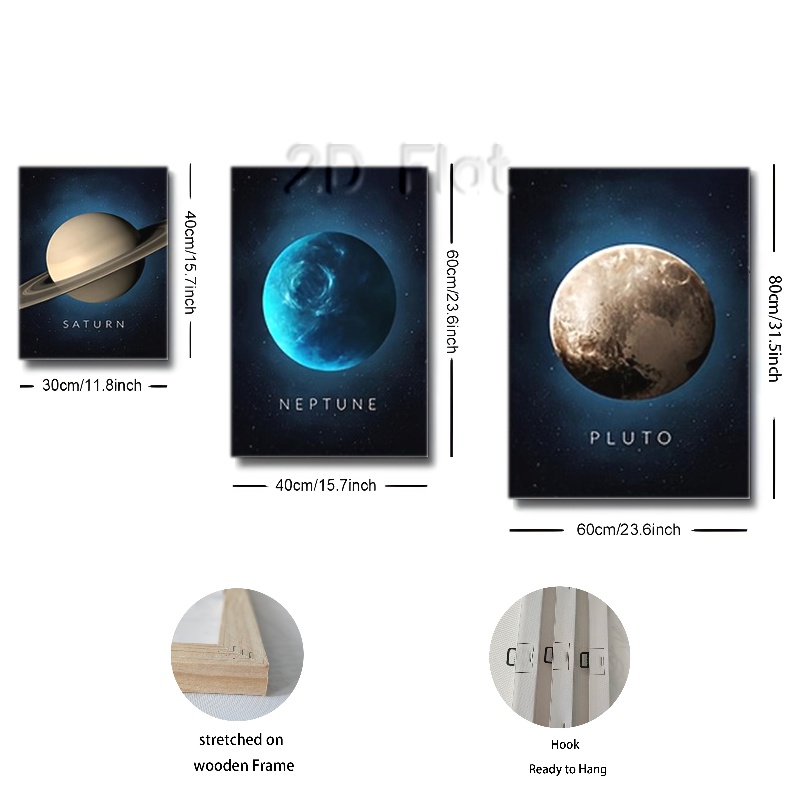 2D Flat
40cm/15.7inch
60cm/23.6inch
80cm/31.5inch
SATURN
30cm/11.8inch
NEPTUNE
PLUTO
40cm/15.7inch
60cm/23.6inch
stretched on
wooden Frame
Hook
Ready to Hang